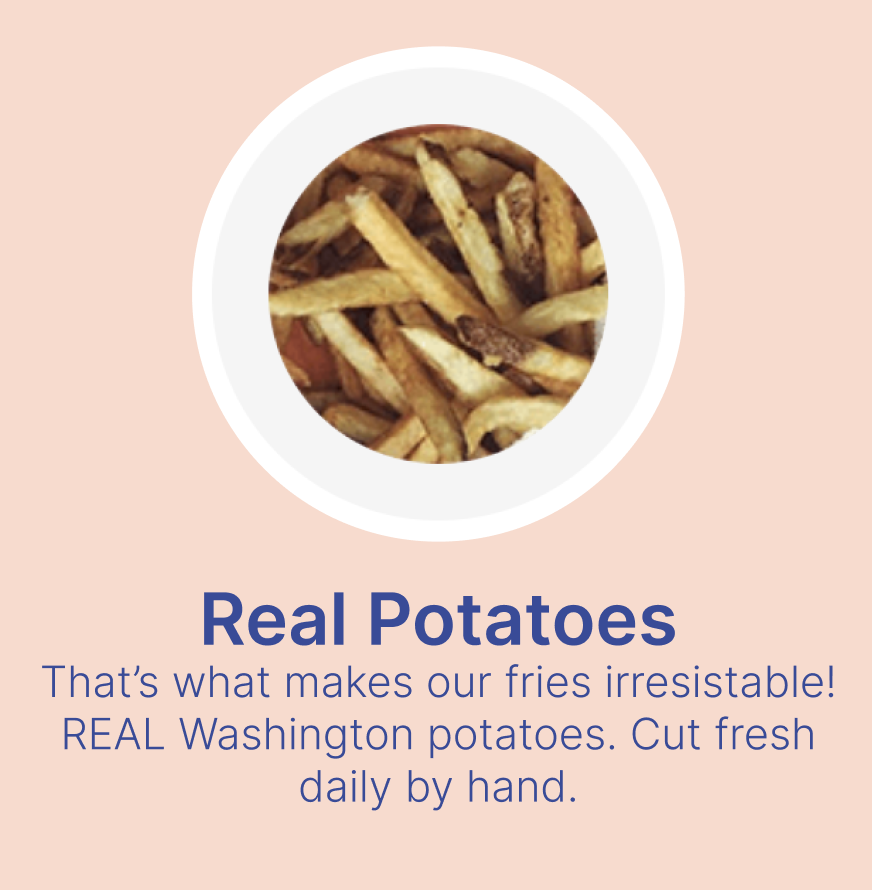 Real Potatoes
That’s what makes our fries irresistable!
REAL Washington potatoes. Cut fresh
daily by hand.